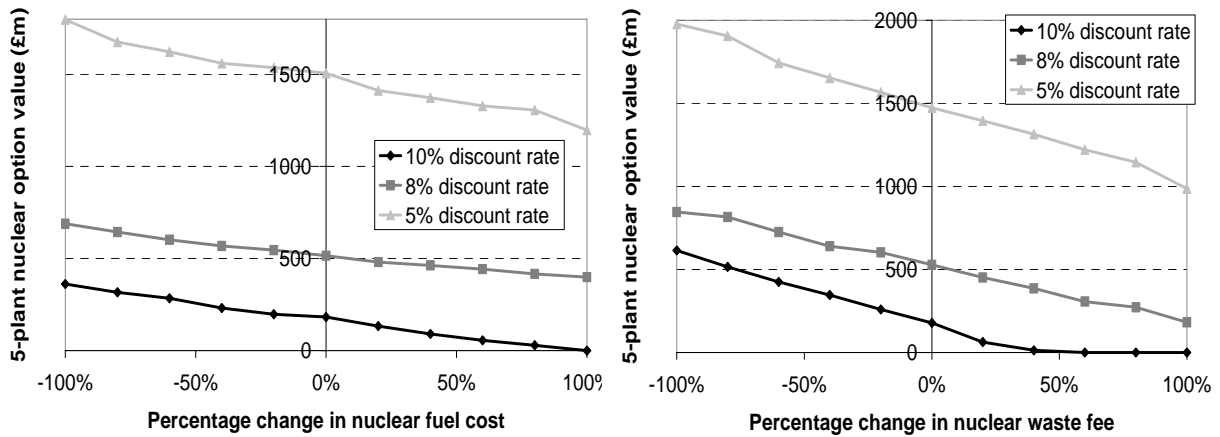 5-plant nuclear option value (£m)
1500
1000
500
0
-100%
-50%
0%
50%
100%
Percentage change in nuclear fuel cost
10% discount rate
8% discount rate
5% discount rate
5-plant nuclear option value (£m)
2000
1500
1000
500
0
-100%
-50%
0%
50%
100%
Percentage change in nuclear waste fee
10% discount rate
8% discount rate
5% discount rate